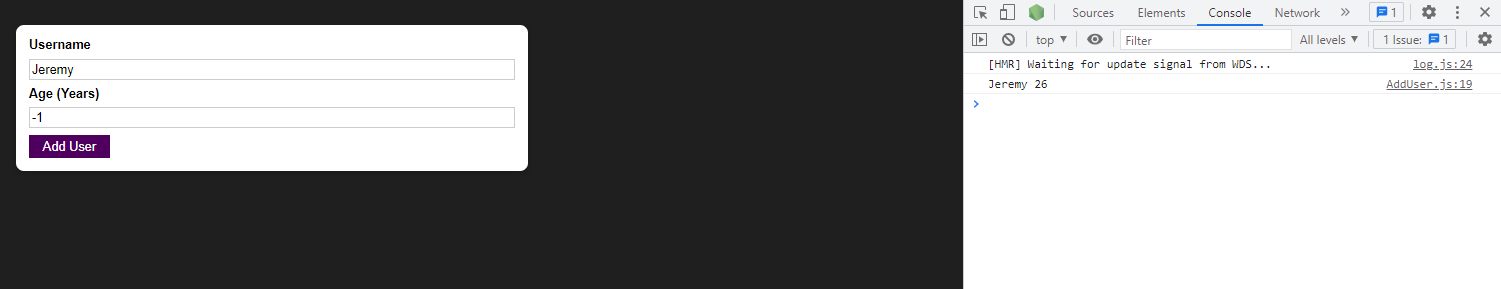 Username
Jeremy
Age (Years)
-1
Add User
Sources Elements Console Network » 1
top ▼ Filter All levels ▼ 1 Issue: 1
[HMR] Waiting for update signal from WDS... log.js:24
Jeremy 26 AddUser.js:19
>